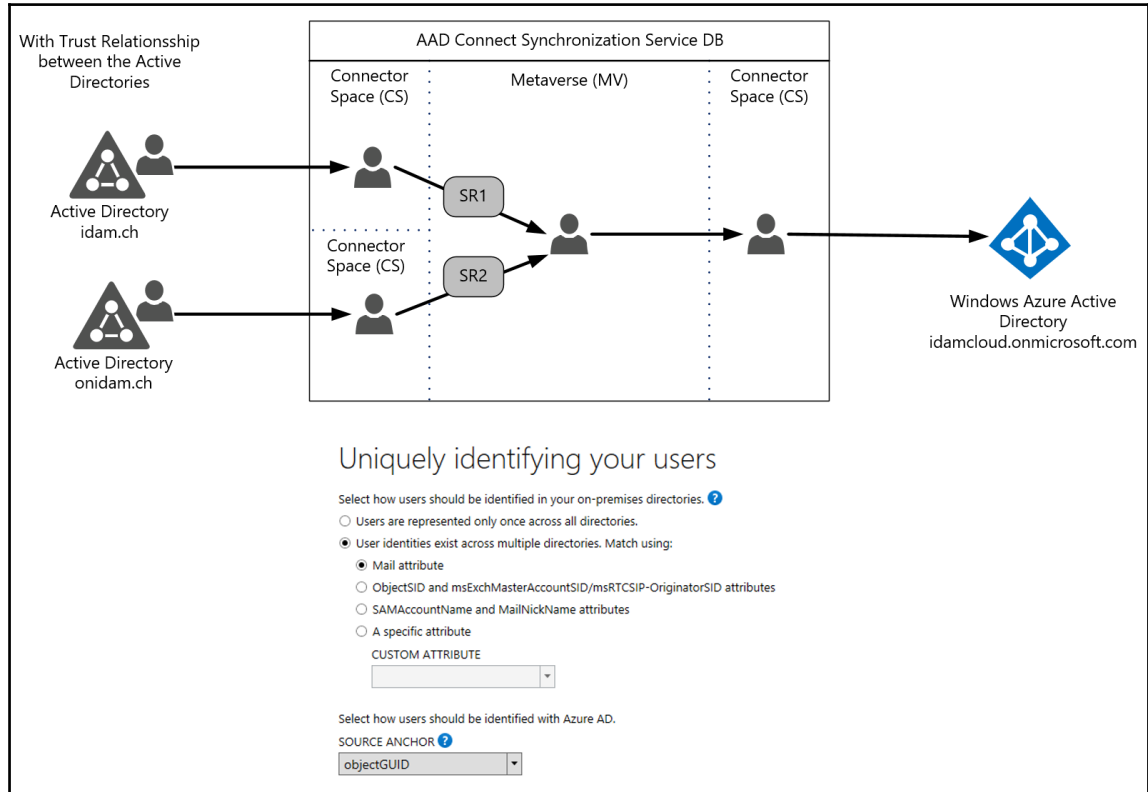 With Trust Relationsship
between the Active
Directories
AAD Connect Synchronization Service DB
Connector
Space (CS)
Metaverse (MV)
Connector
Space (CS)
SR1
Active Directory
idam.ch
Connector
Space (CS)
SR2
Active Directory
onidam.ch
Windows Azure Active
Directory
idamcloud.onmicrosoft.com
Uniquely identifying your users
Select how users should be identified in your on-premises directories. ?
Users are represented only once across all directories.
User identities exist across multiple directories. Match using:
Mail attribute
ObjectSID and msExchMasterAccountSID/msRTCSIP-OriginatorSID attributes
SAMAccountName and MailNickName attributes
A specific attribute
CUSTOM ATTRIBUTE
Select how users should be identified with Azure AD.
SOURCE ANCHOR ?
objectGUID